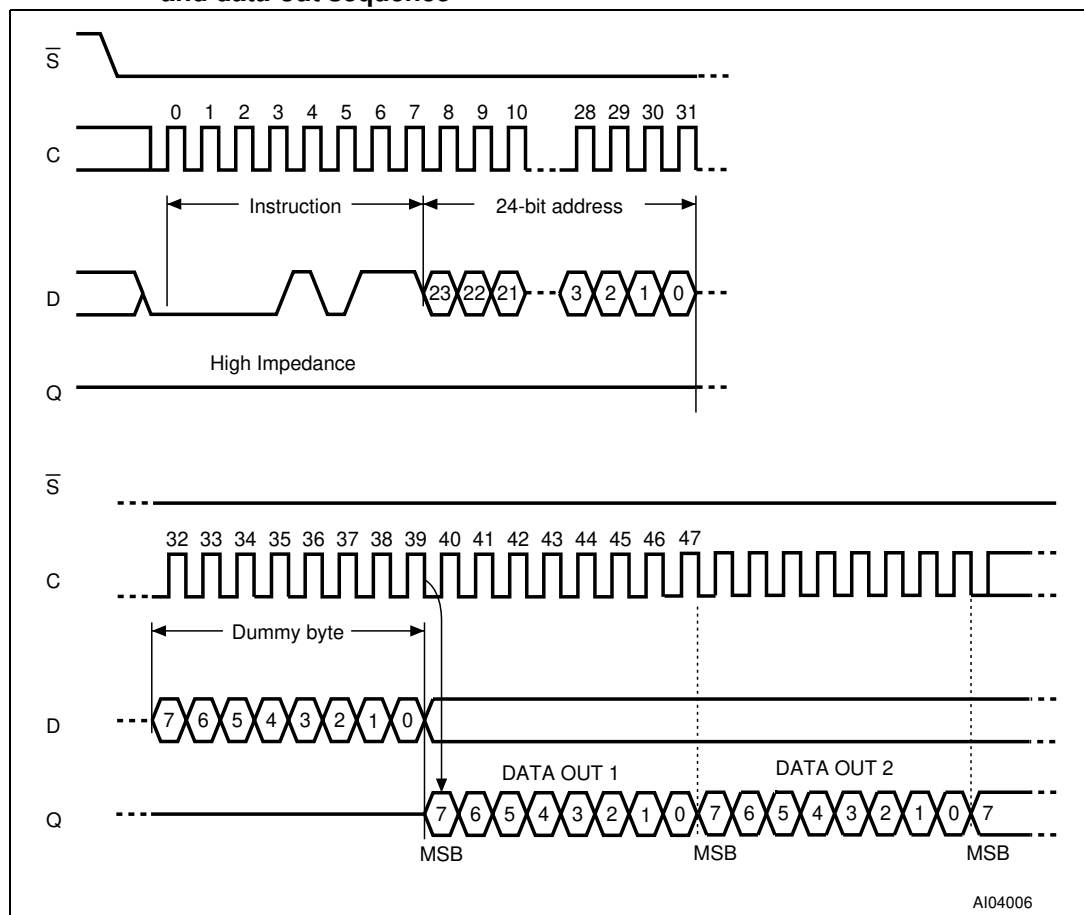 and data-out sequence
S
0 1 2 3 4 5 6 7 8 9 10 28 29 30 31
C
Instruction 24-bit address
D 23 22 21 3 2 1 0
High Impedance
Q
S
32 33 34 35 36 37 38 39 40 41 42 43 44 45 46 47
C
Dummy byte
D 7 6 5 4 3 2 1 0
DATA OUT 1 DATA OUT 2
Q 7 6 5 4 3 2 1 0 7 6 5 4 3 2 1 0 7
MSB MSB MSB
AI04006